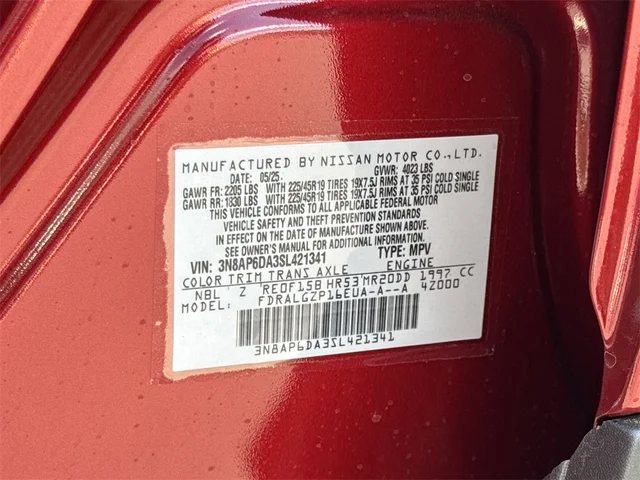 MANUFACTURED BY NISSAN MOTOR CO.,LTD.
DATE: 05/25 GVWR: 4023 LBS
GAWR FR: 2205 LBS WITH 225/45R19 TIRES 19X7.5J RIMS AT 35 PSI COLD SINGLE
GAWR RR: 1830 LBS WITH 225/45R19 TIRES 19X7.5J RIMS AT 35 PSI COLD SINGLE
THIS VEHICLE CONFORMS TO ALL APPLICABLE FEDERAL MOTOR
VEHICLE SAFETY AND THEFT PREVENTION STANDARDS
IN EFFECT ON THE DATE OF MANUFACTURE SHOWN ABOVE.
SEE OWNER'S MANUAL FOR ADDITIONAL INFORMATION
VIN: 3N8AP6DA3SL421341 TYPE: MPV
COLOR TRIM TRANS AXLE ENGINE
NBL Z RE0F15B HR53 MR20DD 1997 CC
MODEL: FDRALGZP16EUA-A--A 4Z000
3N8AP6DA3SL421341